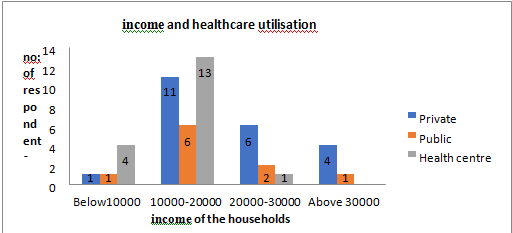 income and healthcare utilisation
no: of res po nd ent -
14
12
10
8
6
4
2
0
1 1 4
11 6 13
6 2 1
4 1
Below10000 10000-20000 20000-30000 Above 30000
income of the households
Private
Public
Health centre